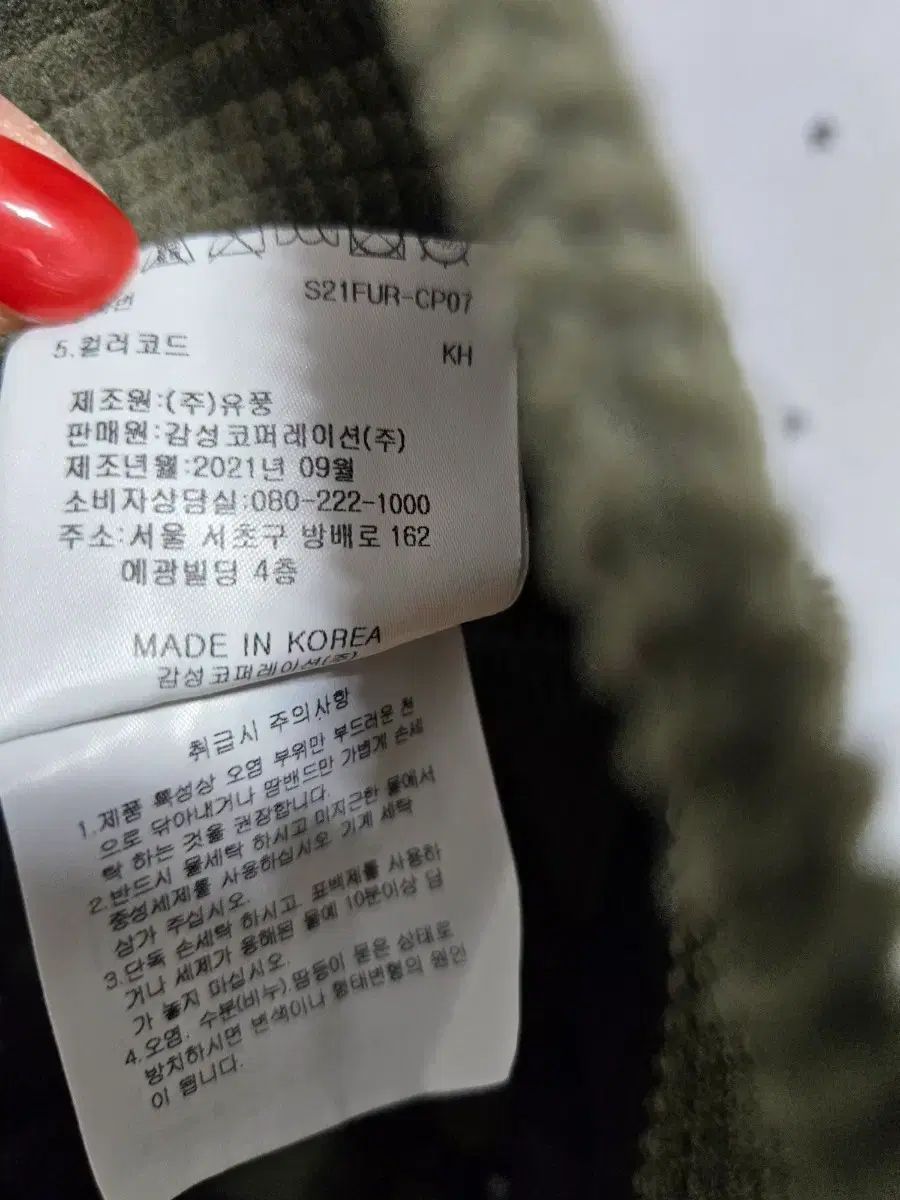 S21FUR-CP07
5.컬러코드 KH
제조원:(주)유풍
판매원:감성코퍼레이션(주)
제조년월:2021년 09월
소비자상담실:080-222-1000
주소:서울 서초구 방배로 162
에광빌딩 4층
MADE IN KOREA
감성코퍼레이션(주)
취급시 주의사항
1.제품 특성상 오염 부위만 부드러운 천
으로 닦아내거나 땀밴드만 가볍게 손세
탁 하는 것을 권장합니다.
2.반드시 물세탁 하시고 미지근한 물에서
중성세제를 사용하십시오 기계 세탁
삼가 주십시오.
3.단독 손세탁 하시고 표백제를 사용하
거나 세제가 용해된 물에 10분이상 담
가 놓지 마십시오.
4.오염, 수분(비누),땀등이 묻은 상태로
방치하시면 변색이나 형태변형의 원인
이 됩니다.